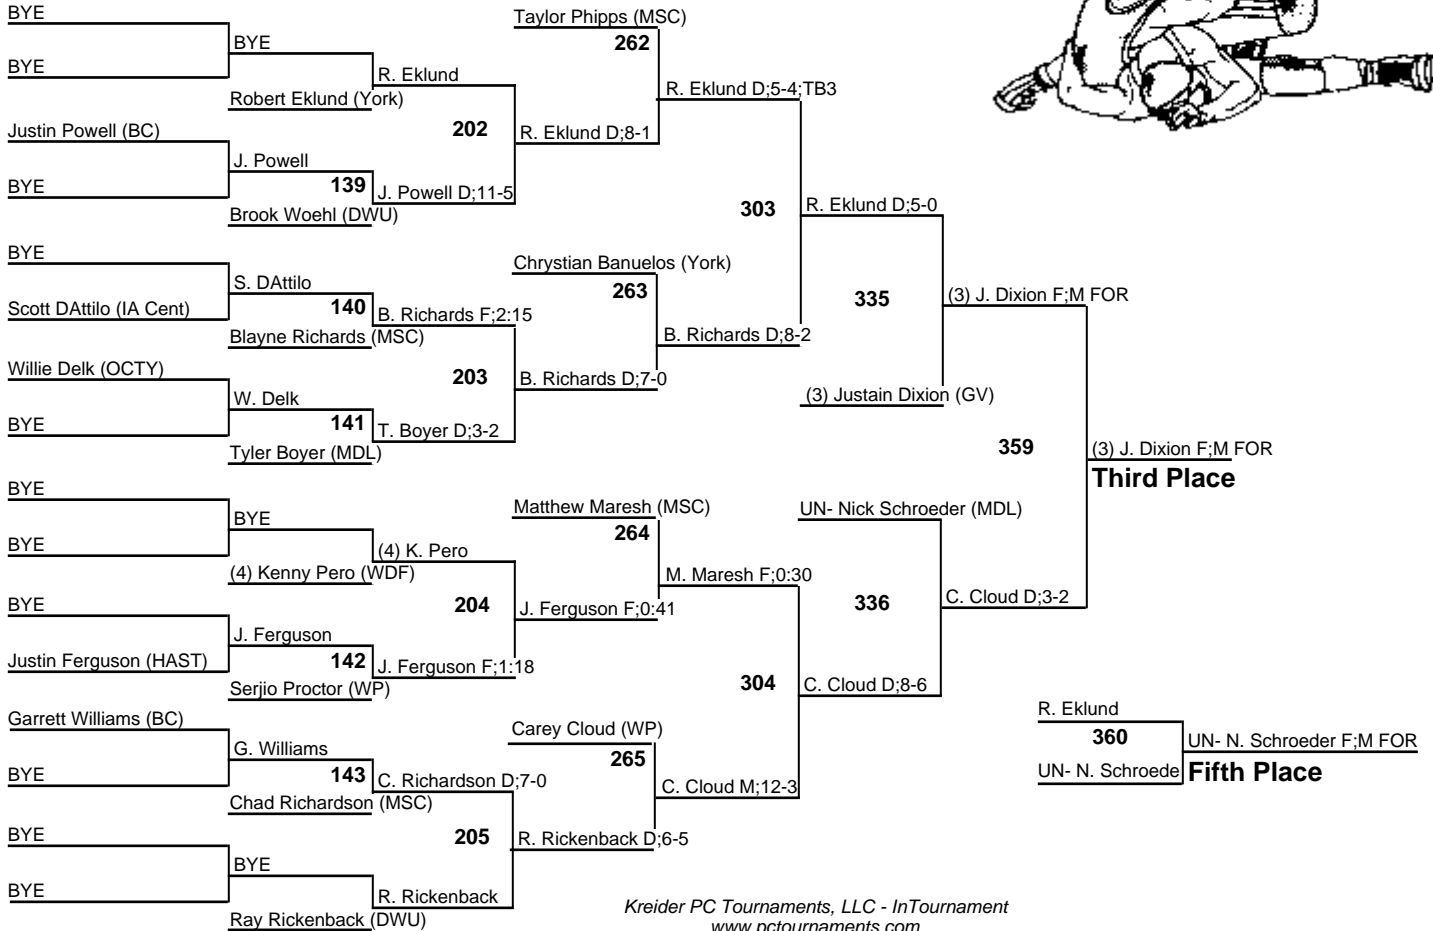 BYE
Taylor Phipps (MSC)
BYE
262
BYE
R. Eklund
R. Eklund D;5-4;TB3
Robert Eklund (York)
Justin Powell (BC)
202
R. Eklund D;8-1
J. Powell
BYE
139
J. Powell D;11-5
Brook Woehl (DWU)
303
R. Eklund D;5-0
BYE
Chrystian Banuelos (York)
S. DAttilo
263
335
(3) J. Dixion F;M FOR
Scott DAttilo (IA Cent)
140
B. Richards F;2:15
Blayne Richards (MSC)
B. Richards D;8-2
Willie Delk (OCTY)
203
B. Richards D;7-0
W. Delk
(3) Justain Dixion (GV)
BYE
141
T. Boyer D;3-2
Tyler Boyer (MDL)
359
(3) J. Dixion F;M FOR
Third Place
BYE
Matthew Maresh (MSC)
UN- Nick Schroeder (MDL)
BYE
264
BYE
(4) K. Pero
(4) Kenny Pero (WDF)
M. Maresh F;0:30
BYE
204
J. Ferguson F;0:41
336
C. Cloud D;3-2
J. Ferguson
Justin Ferguson (HAST)
142
J. Ferguson F;1:18
Serjio Proctor (WP)
304
C. Cloud D;8-6
Garrett Williams (BC)
Carey Cloud (WP)
R. Eklund
G. Williams
265
360
UN- N. Schroeder F;M FOR
BYE
143
C. Richardson D;7-0
C. Cloud M;12-3
UN- N. Schroede
Fifth Place
Chad Richardson (MSC)
BYE
205
R. Rickenback D;6-5
BYE
BYE
R. Rickenback
Ray Rickenback (DWU)
Kreider PC Tournaments, LLC - InTournament
www.pctournaments.com